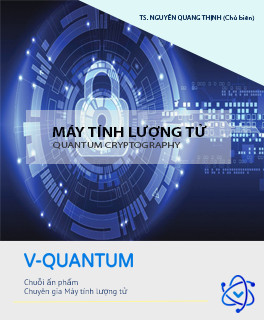 TS. NGUYỄN QUANG THỊNH (Chủ biên)
MÁY TÍNH LƯỢNG TỬ
QUANTUM CRYPTOGRAPHY
V-QUANTUM
Chuỗi ấn phẩm
Chuyên gia Máy tính lượng tử